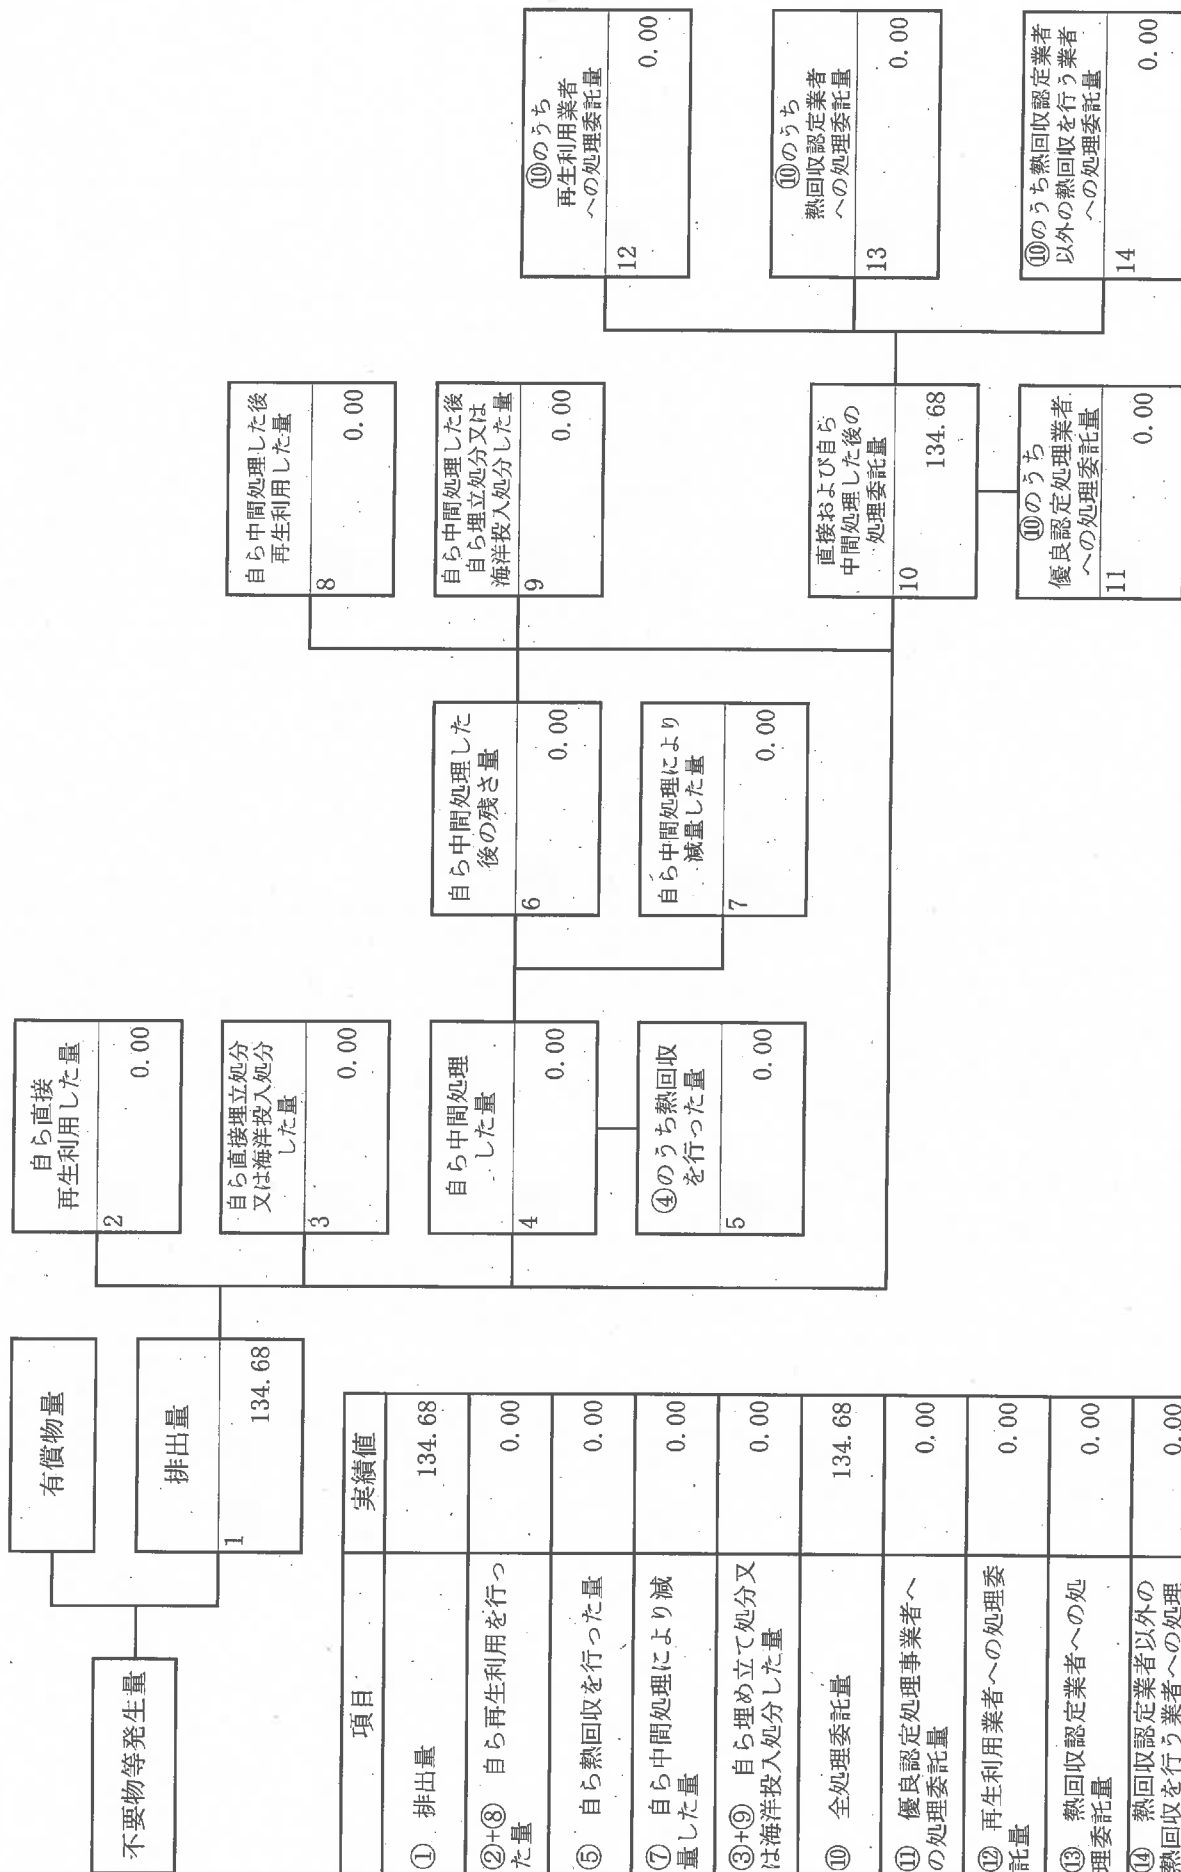 不要物等発生量
有償物量
排出量
1
134.68
自ら直接
再生利用した量
2
0.00
自ら直接埋立処分
又は海洋投入処分
した量
3
0.00
自ら中間処理
した量
4
0.00
④のうち熱回収
を行った量
5
0.00
自ら中間処理した
後の残さ量
6
0.00
自ら中間処理により
減量した量
7
0.00
自ら中間処理した後
再生利用した量
8
0.00
自ら中間処理した後
自ら埋立処分又は
海洋投入処分した量
9
0.00
直接および自ら
中間処理した後の
処理委託量
10
134.68
⑩のうち
優良認定処理業者
への処理委託量
11
0.00
⑩のうち
再生利用業者
への処理委託量
12
0.00
⑩のうち
熱回収認定業者
への処理委託量
13
0.00
⑩のうち熱回収認定業者
以外の熱回収を行う業者
への処理委託量
14
0.00
項目 実績値
① 排出量 134.68
②+⑧ 自ら再生利用を行っ
た量 0.00
⑤ 自ら熱回収を行った量 0.00
⑦ 自ら中間処理により減
量した量 0.00
③+⑨ 自ら埋め立て処分又
は海洋投入処分した量 0.00
⑩ 全処理委託量 134.68
⑪ 優良認定処理事業者へ
の処理委託量 0.00
⑫ 再生利用業者への処理委
託量 0.00
⑬ 熱回収認定業者への処
理委託量 0.00
⑭ 熱回収認定業者以外の
熱回収を行う業者への処理 0.00